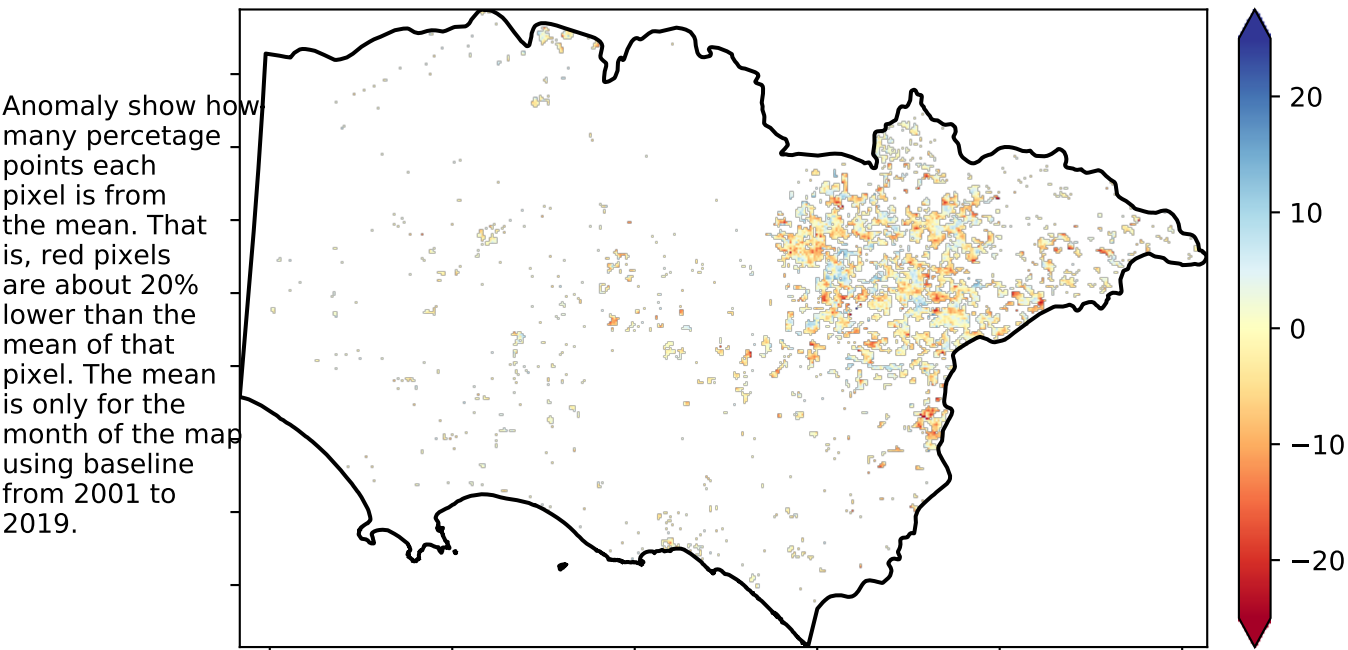 Anomaly show how
many percetage
points each
pixel is from
the mean. That
is, red pixels
are about 20%
lower than the
mean of that
pixel. The mean
is only for the
month of the map
using baseline
from 2001 to
2019.
20
10
0
−10
−20